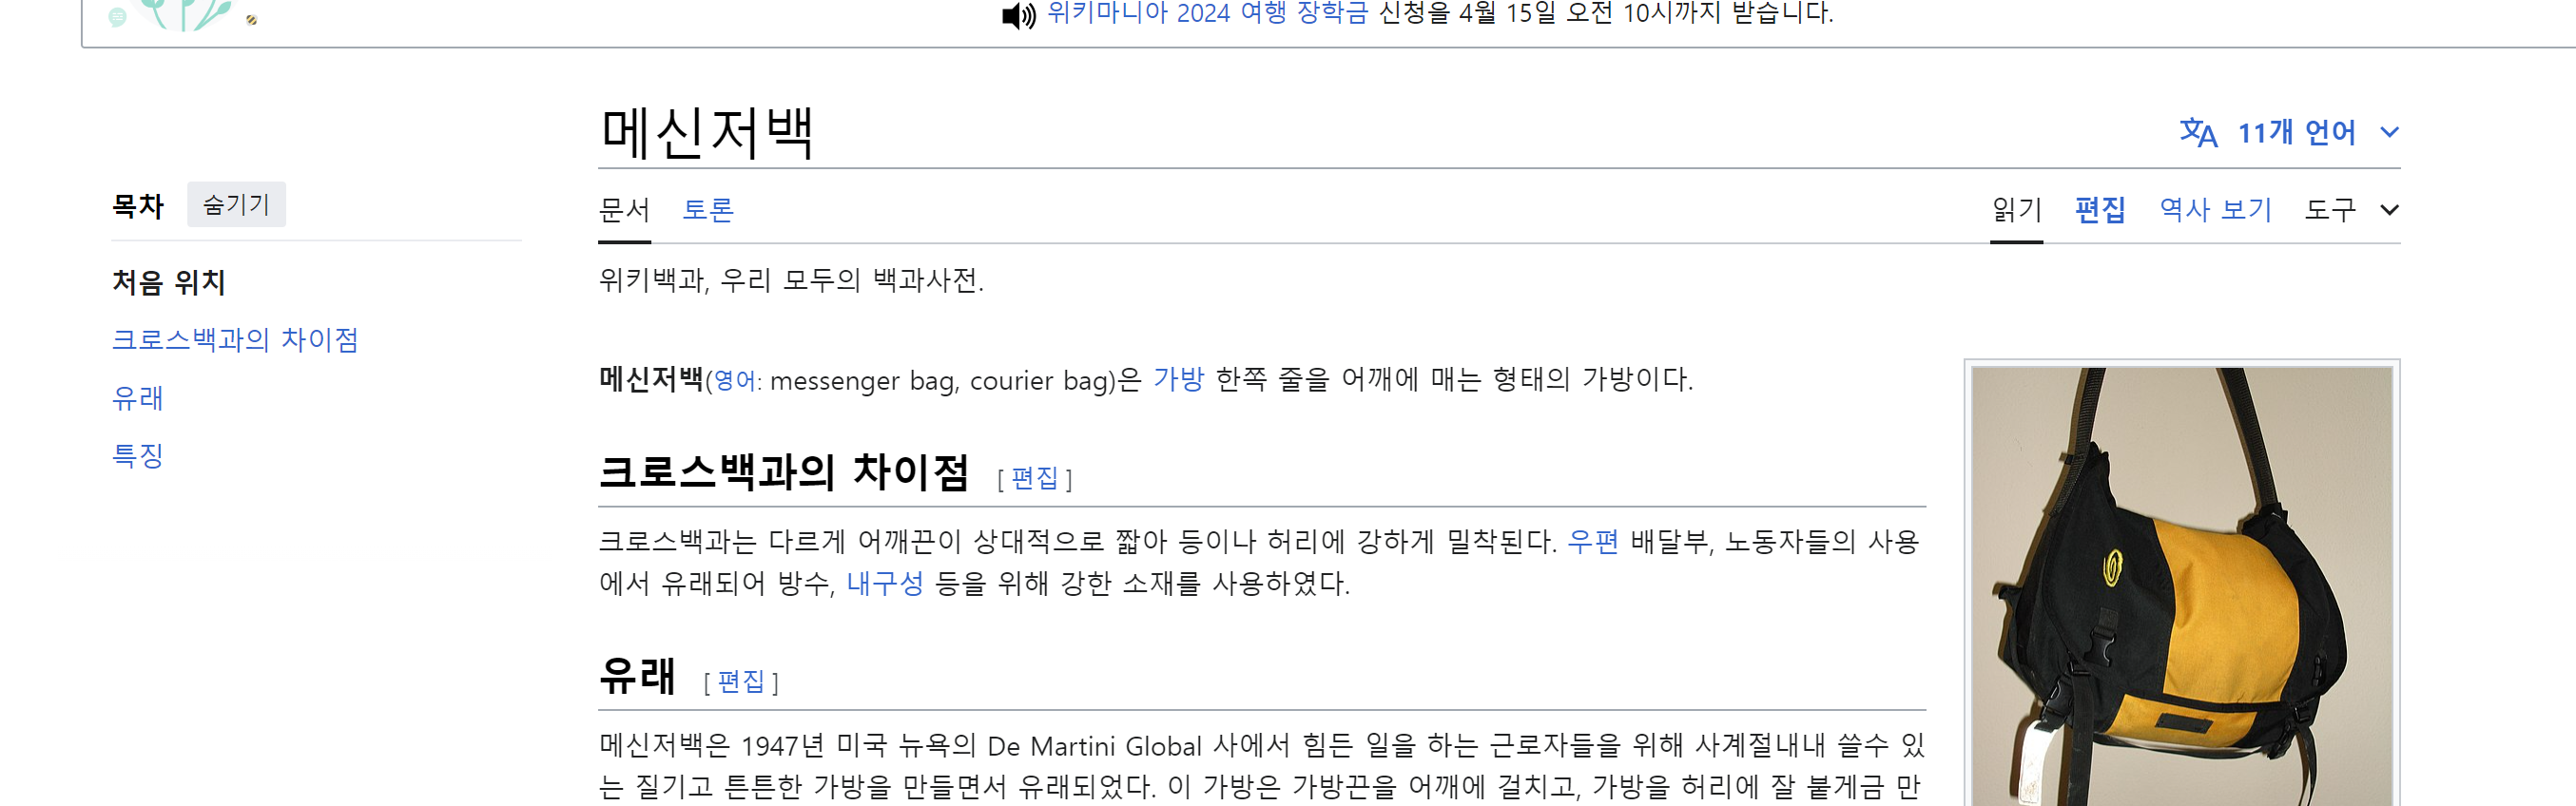 위키마니아 2024 여행 장학금 신청을 4월 15일 오전 10시까지 받습니다.
메신저백
11개 언어
목차 숨기기
문서 토론
읽기 편집 역사 보기 도구
처음 위치
크로스백과의 차이점
유래
특징
위키백과, 우리 모두의 백과사전.
메신저백(영어: messenger bag, courier bag)은 가방 한쪽 줄을 어깨에 매는 형태의 가방이다.
크로스백과의 차이점 [ 편집 ]
크로스백과는 다르게 어깨끈이 상대적으로 짧아 등이나 허리에 강하게 밀착된다. 우편 배달부, 노동자들의 사용
에서 유래되어 방수, 내구성 등을 위해 강한 소재를 사용하였다.
유래 [ 편집 ]
메신저백은 1947년 미국 뉴욕의 De Martini Global 사에서 힘든 일을 하는 근로자들을 위해 사계절내내 쓸수 있
는 질기고 튼튼한 가방을 만들면서 유래되었다. 이 가방은 가방끈을 어깨에 걸치고, 가방을 허리에 잘 붙게금 만